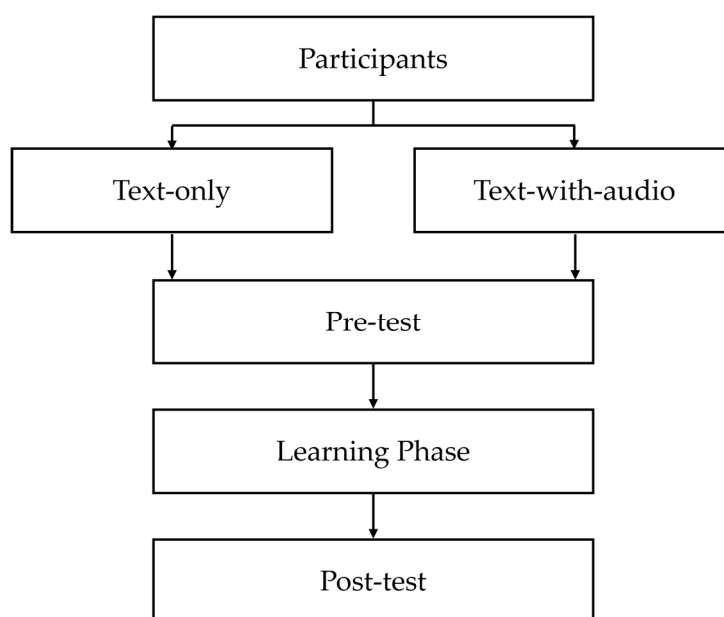 Participants
Text-only
Text-with-audio
Pre-test
Learning Phase
Post-test